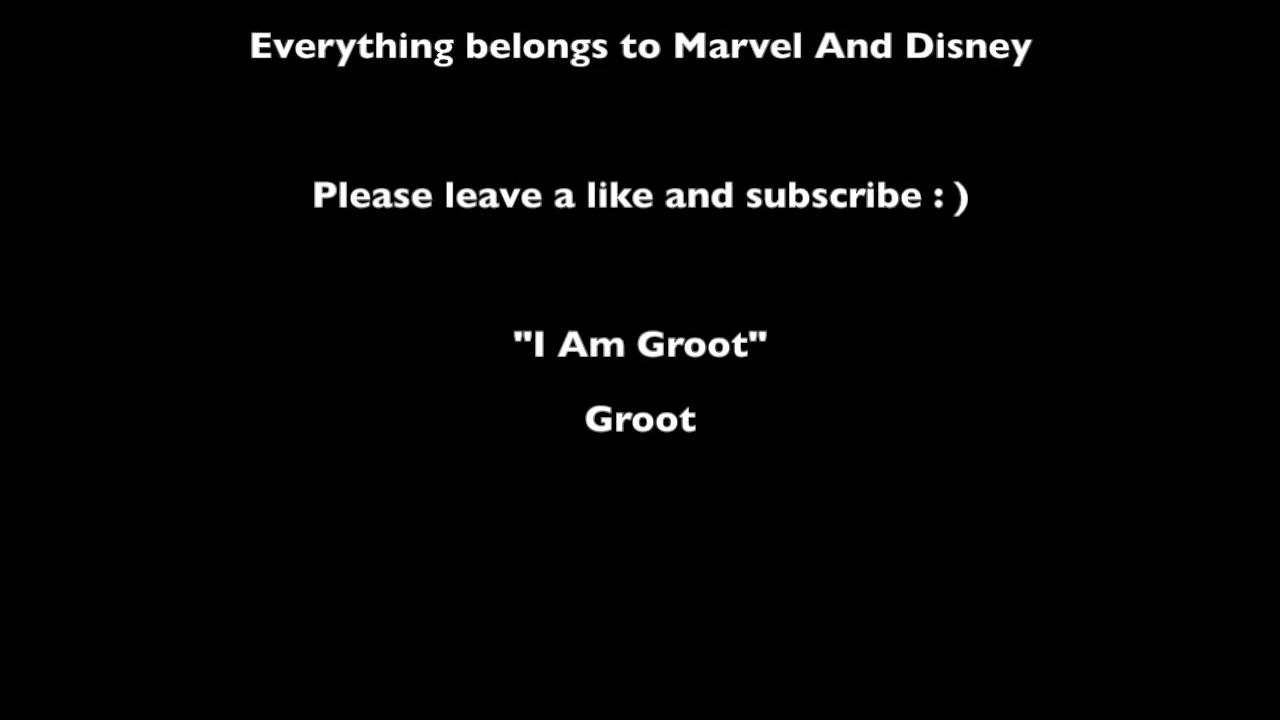 Everything belongs to Marvel And Disney
Please leave a like and subscribe : )
"I Am Groot"
Groot